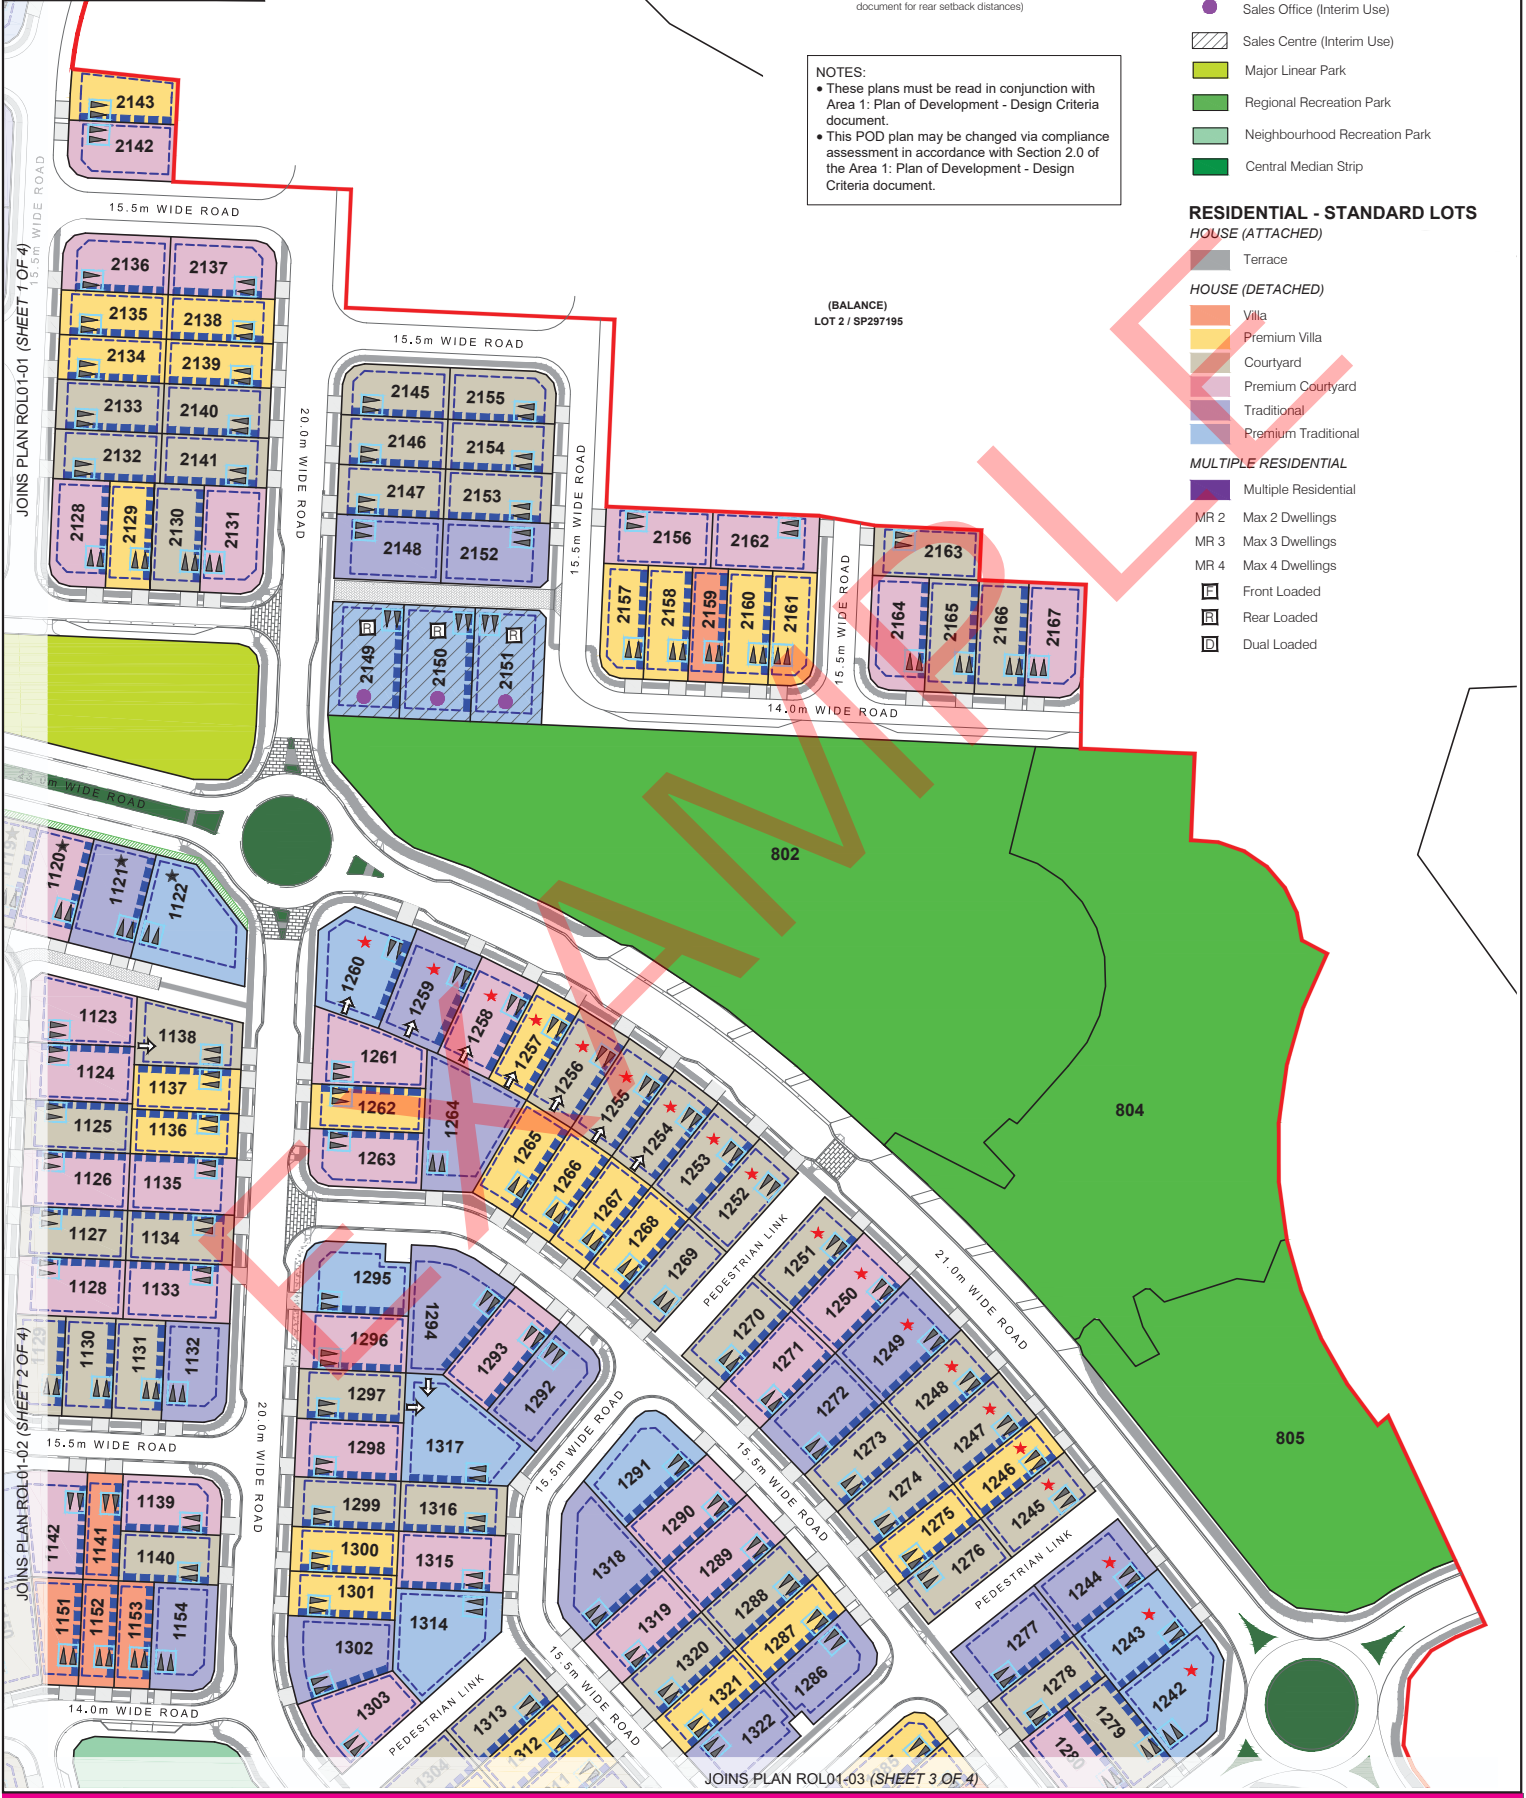 document for rear setback distances)
Sales Office (Interim Use)
Sales Centre (Interim Use)
Major Linear Park
Regional Recreation Park
Neighbourhood Recreation Park
Central Median Strip
NOTES:
• These plans must be read in conjunction with
Area 1: Plan of Development - Design Criteria
document.
• This POD plan may be changed via compliance
assessment in accordance with Section 2.0 of
the Area 1: Plan of Development - Design
Criteria document.
RESIDENTIAL - STANDARD LOTS
HOUSE (ATTACHED)
Terrace
HOUSE (DETACHED)
Villa
Premium Villa
Courtyard
Premium Courtyard
Traditional
Premium Traditional
MULTIPLE RESIDENTIAL
Multiple Residential
MR 2 Max 2 Dwellings
MR 3 Max 3 Dwellings
MR 4 Max 4 Dwellings
F Front Loaded
R Rear Loaded
D Dual Loaded
(BALANCE)
LOT 2 / SP297195
EXAMPLE
JOINS PLAN ROL01-01 (SHEET 1 OF 4)
15.5m WIDE ROAD
2143
2142
15.5m WIDE ROAD
2136 2137
2135 2138
2134 2139
2133 2140
2132 2141
2128 2129 2130 2131
20.0m WIDE ROAD
15.5m WIDE ROAD
2145 2155
2146 2154
2147 2153
2148 2152
R R R
2149 2150 2151
15.5m WIDE ROAD
2156 2162
2157 2158 2159 2160 2161
15.5m WIDE ROAD
2163
2164 2165 2166 2167
14.0m WIDE ROAD
802
804
805
WIDE ROAD
1119
1120 1121 1122
1123 1138
1124 1137
1125 1136
1126 1135
1127 1134
1128 1133
1129 1130 1131 1132
JOINS PLAN ROL01-02 (SHEET 2 OF 4)
15.5m WIDE ROAD
20.0m WIDE ROAD
1142 1141 1139
1140
1151 1152 1153 1154
14.0m WIDE ROAD
1260 1259 1258 1257 1256 1255 1254 1253 1252
1261
1262 1264
1263
1265 1266 1267 1268 1269
PEDESTRIAN LINK
21.0m WIDE ROAD
1251 1250 1249 1248 1247 1246 1245
1270 1271 1272 1273 1274 1275 1276
15.5m WIDE ROAD
PEDESTRIAN LINK
1244 1243 1242
1277 1278 1279 1280
1295 1294
1296 1293
1297 1292
1298 1317
1299 1316
1300 1315
1301 1314
1302
1303
15.5m WIDE ROAD
PEDESTRIAN LINK
1313
1312
1304
15.5m WIDE ROAD
1291 1290 1289 1288 1287 1286
1318 1319 1320 1321 1322
1285
JOINS PLAN ROL01-03 (SHEET 3 OF 4)